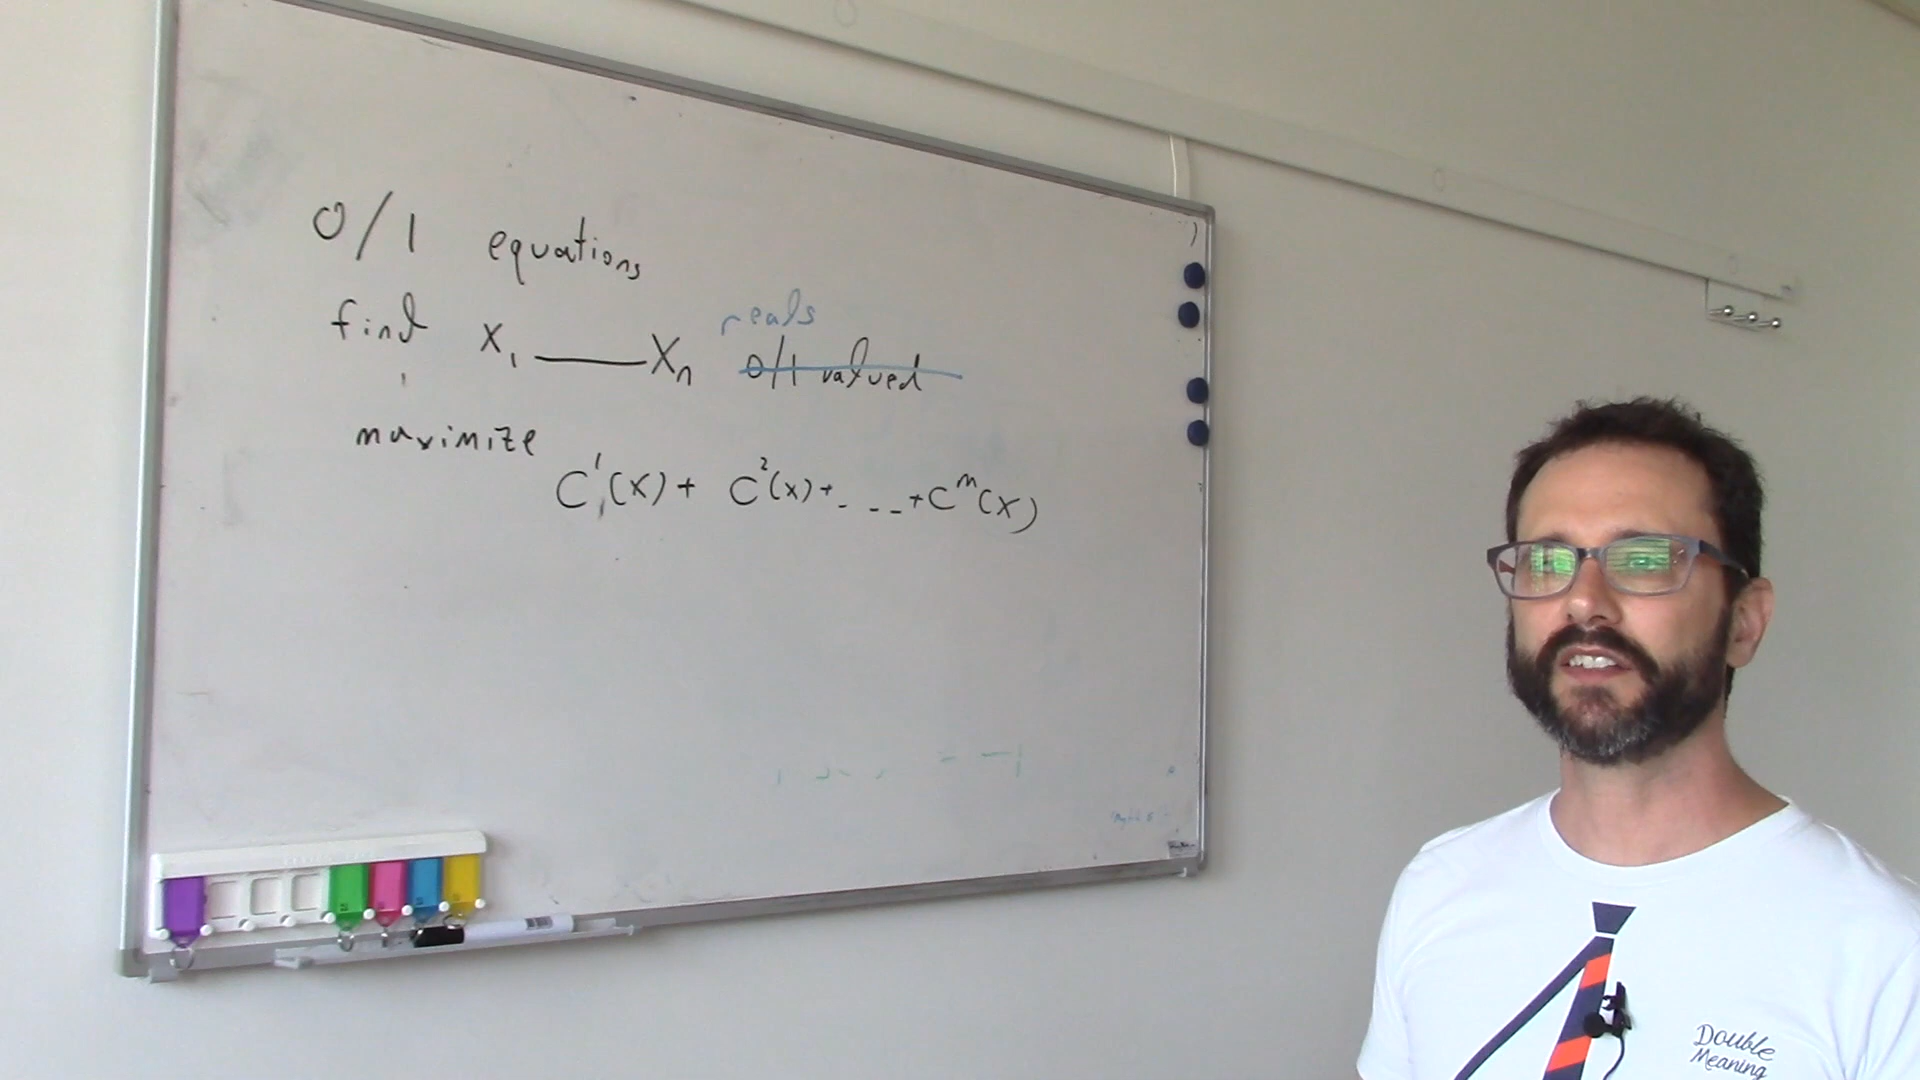 0/1 equations
find x₁ —— xₙ reals
0/1 valued
maximize
C¹(x) + C²(x) + - - - + Cᵐ(x)
Double
Meaning